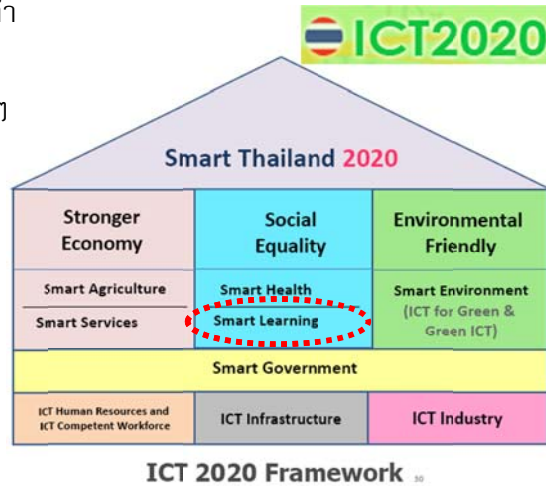 ICT2020
Smart Thailand 2020
Stronger
Economy
Social
Equality
Environmental
Friendly
Smart Agriculture
Smart Services
Smart Health
Smart Learning
Smart Environment
(ICT for Green &
Green ICT)
Smart Government
ICT Human Resources and
ICT Competent Workforce
ICT Infrastructure
ICT Industry
ICT 2020 Framework
30